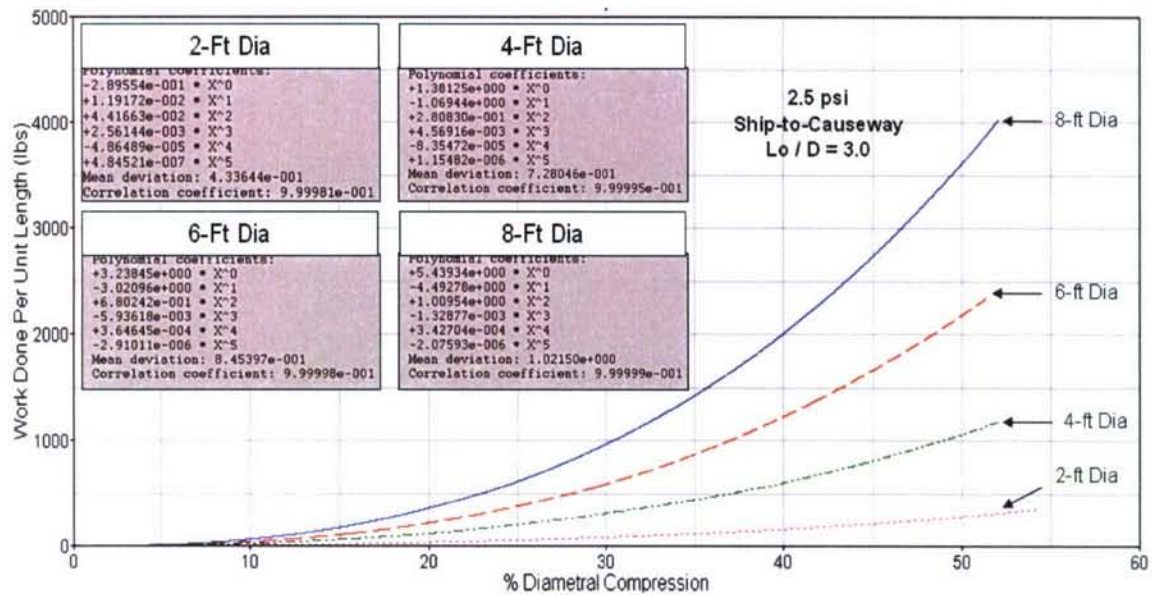 5000
4000
3000
2000
1000
0
Work Done Per Unit Length (lbs)
2-Ft Dia
Polynomial coefficients:
-2.89554e-001 * X^0
+1.19172e-002 * X^1
+4.41663e-002 * X^2
+2.56144e-003 * X^3
-4.86489e-005 * X^4
+4.84521e-007 * X^5
Mean deviation: 4.33644e-001
Correlation coefficient: 9.99981e-001
4-Ft Dia
Polynomial coefficients:
+1.38125e+000 * X^0
-1.06944e+000 * X^1
+2.80830e-001 * X^2
+4.56916e-003 * X^3
-8.35472e-005 * X^4
+1.15482e-006 * X^5
Mean deviation: 7.28046e-001
Correlation coefficient: 9.99995e-001
6-Ft Dia
Polynomial coefficients:
+3.23845e+000 * X^0
-3.02096e+000 * X^1
+6.80242e-001 * X^2
-5.93618e-003 * X^3
+3.64645e-004 * X^4
-2.91011e-006 * X^5
Mean deviation: 8.45397e-001
Correlation coefficient: 9.99998e-001
8-Ft Dia
Polynomial coefficients:
+5.43934e+000 * X^0
-4.49278e+000 * X^1
+1.00954e+000 * X^2
-1.32877e-003 * X^3
+3.42704e-004 * X^4
-2.07593e-006 * X^5
Mean deviation: 1.02150e+000
Correlation coefficient: 9.99999e-001
2.5 psi
Ship-to-Causeway
Lo / D = 3.0
8-ft Dia
6-ft Dia
4-ft Dia
2-ft Dia
0 10 20 30 40 50 60
% Diametral Compression